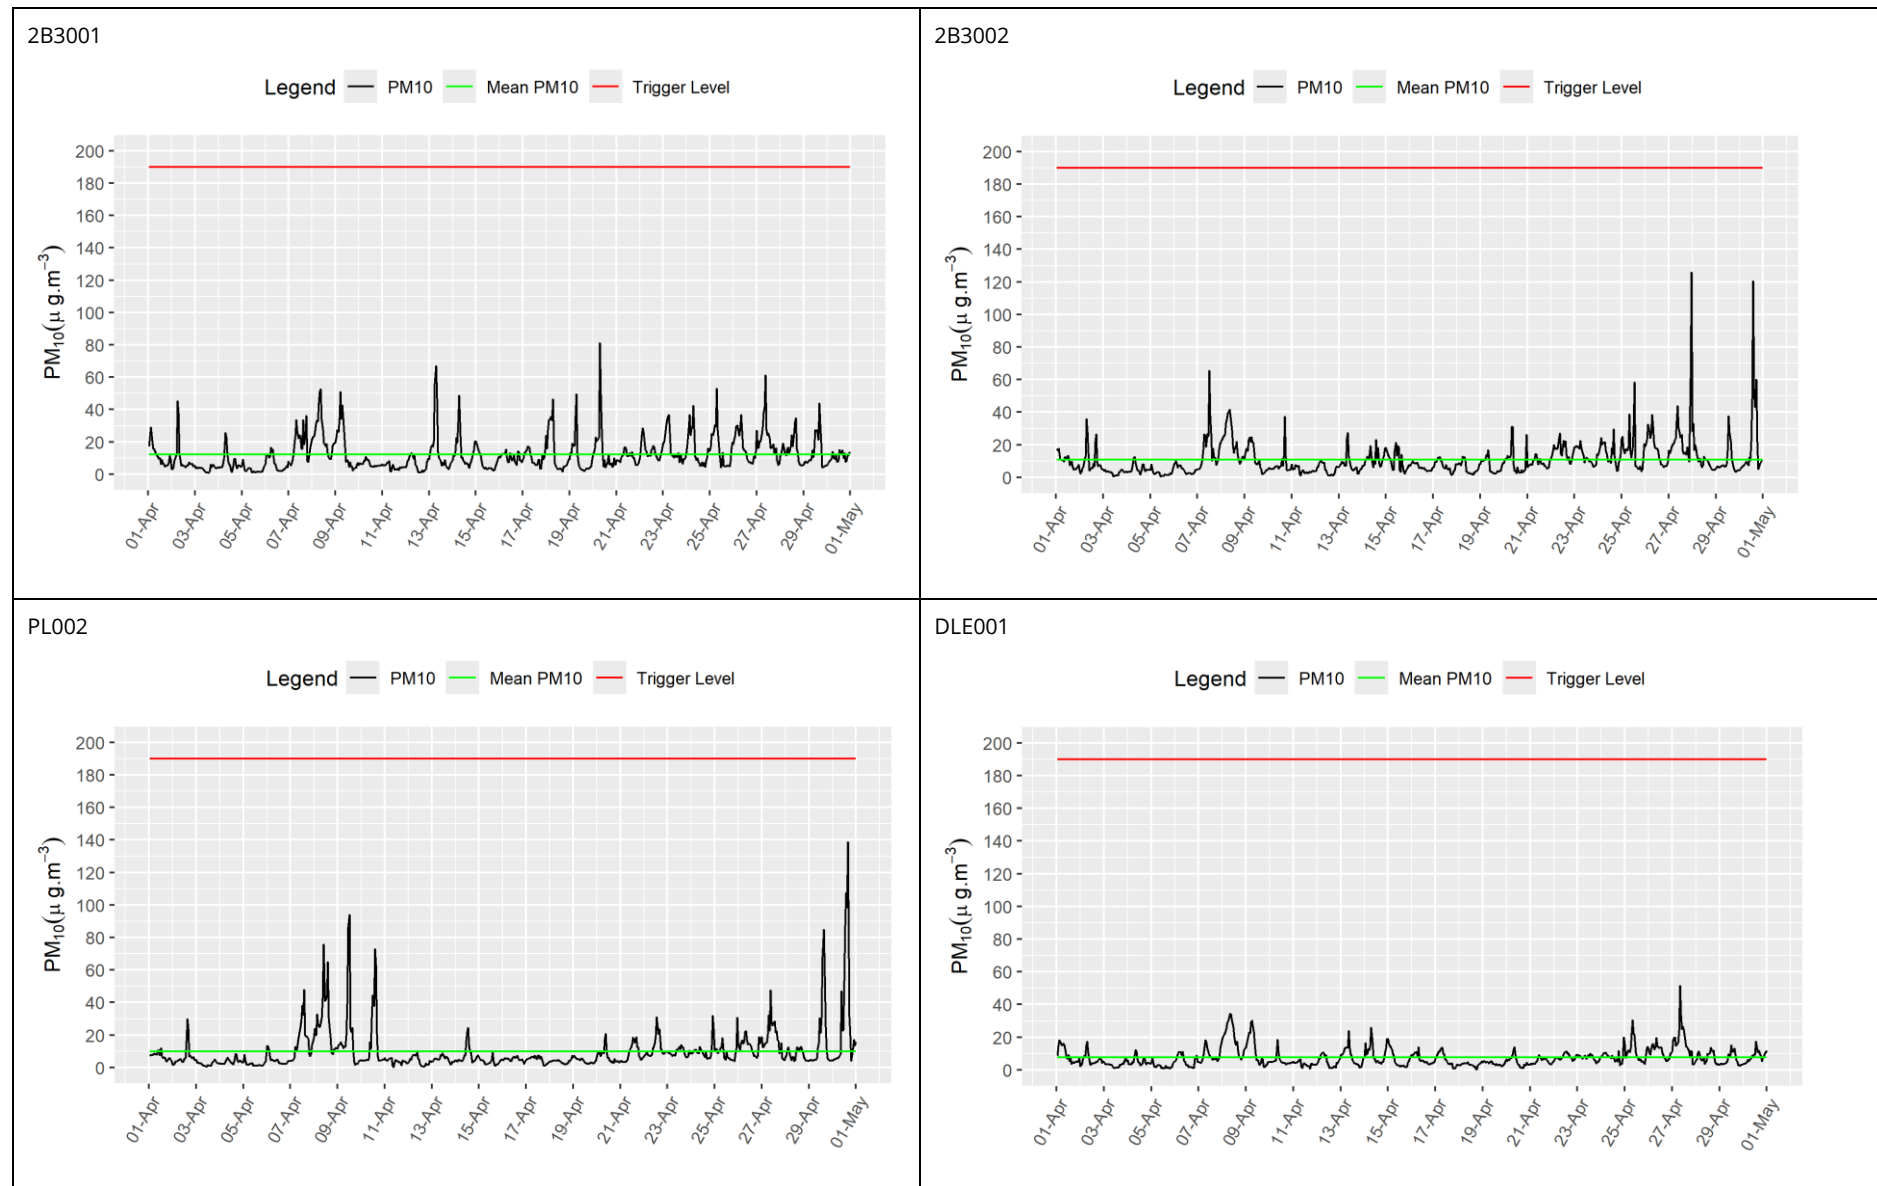 2B3001
Legend PM10 Mean PM10 Trigger Level
PM10(μ g.m−3)
200
180
160
140
120
100
80
60
40
20
0
01-Apr 03-Apr 05-Apr 07-Apr 09-Apr 11-Apr 13-Apr 15-Apr 17-Apr 19-Apr 21-Apr 23-Apr 25-Apr 27-Apr 29-Apr 01-May
2B3002
Legend PM10 Mean PM10 Trigger Level
PM10(μ g.m−3)
200
180
160
140
120
100
80
60
40
20
0
01-Apr 03-Apr 05-Apr 07-Apr 09-Apr 11-Apr 13-Apr 15-Apr 17-Apr 19-Apr 21-Apr 23-Apr 25-Apr 27-Apr 29-Apr 01-May
PL002
Legend PM10 Mean PM10 Trigger Level
PM10(μ g.m−3)
200
180
160
140
120
100
80
60
40
20
0
01-Apr 03-Apr 05-Apr 07-Apr 09-Apr 11-Apr 13-Apr 15-Apr 17-Apr 19-Apr 21-Apr 23-Apr 25-Apr 27-Apr 29-Apr 01-May
DLE001
Legend PM10 Mean PM10 Trigger Level
PM10(μ g.m−3)
200
180
160
140
120
100
80
60
40
20
0
01-Apr 03-Apr 05-Apr 07-Apr 09-Apr 11-Apr 13-Apr 15-Apr 17-Apr 19-Apr 21-Apr 23-Apr 25-Apr 27-Apr 29-Apr 01-May